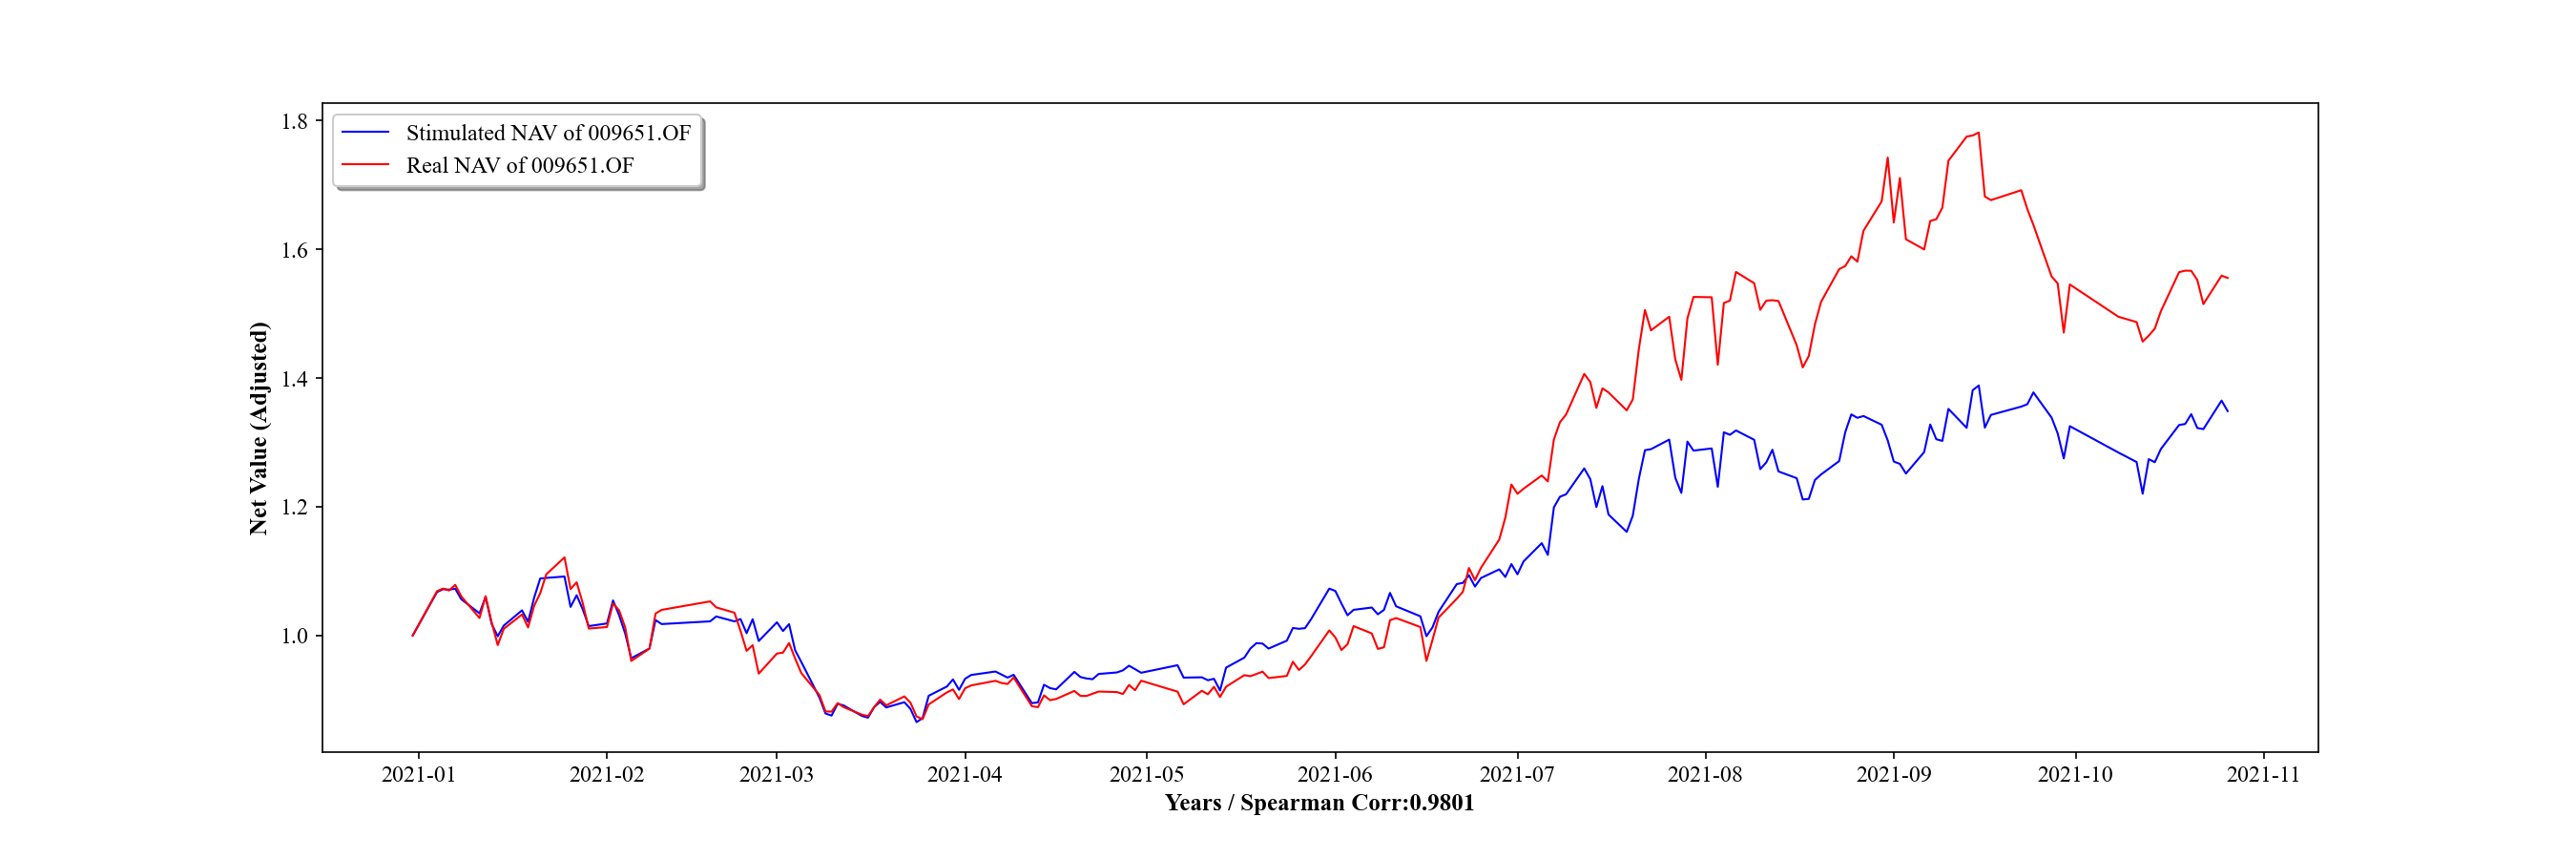 Stimulated NAV of 009651.OF
Real NAV of 009651.OF
Net Value (Adjusted)
1.8
1.6
1.4
1.2
1.0
2021-01 2021-02 2021-03 2021-04 2021-05 2021-06 2021-07 2021-08 2021-09 2021-10 2021-11
Years / Spearman Corr:0.9801